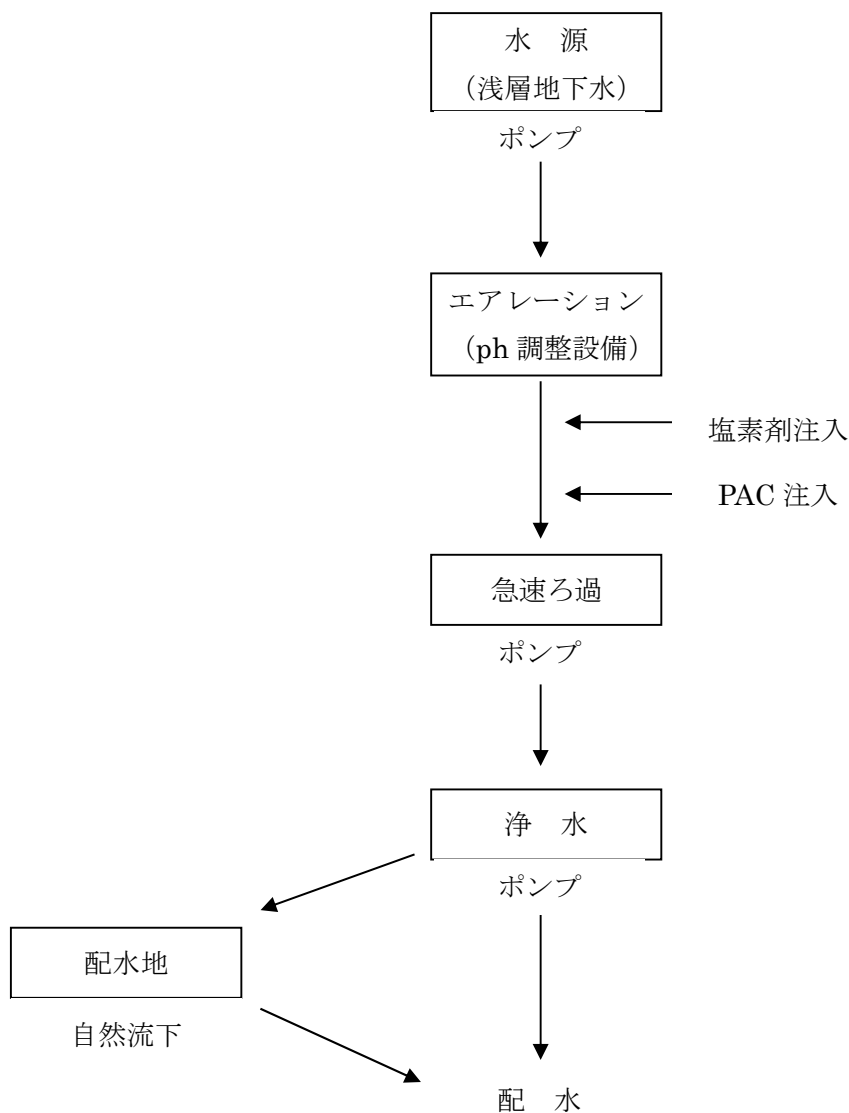 水　源
（浅層地下水）
ポンプ
エアレーション
（ph 調整設備）
塩素剤注入
PAC 注入
急速ろ過
ポンプ
浄　水
ポンプ
配水地
自然流下
配　水